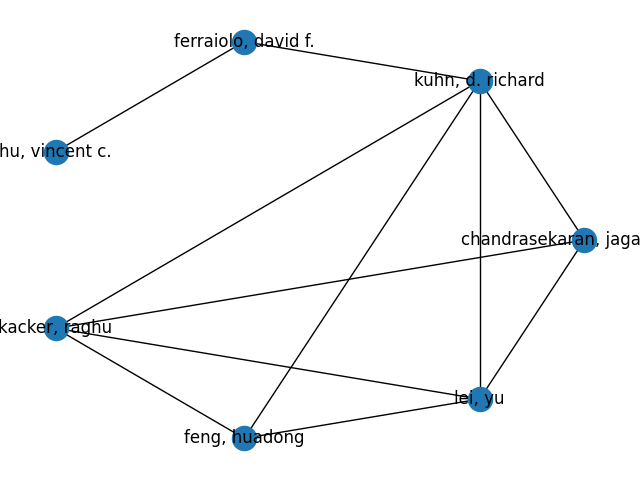 ferraiolo, david f.
kuhn, d. richard
hu, vincent c.
chandrasekaran, jaga
kacker, raghu
lei, yu
feng, huadong